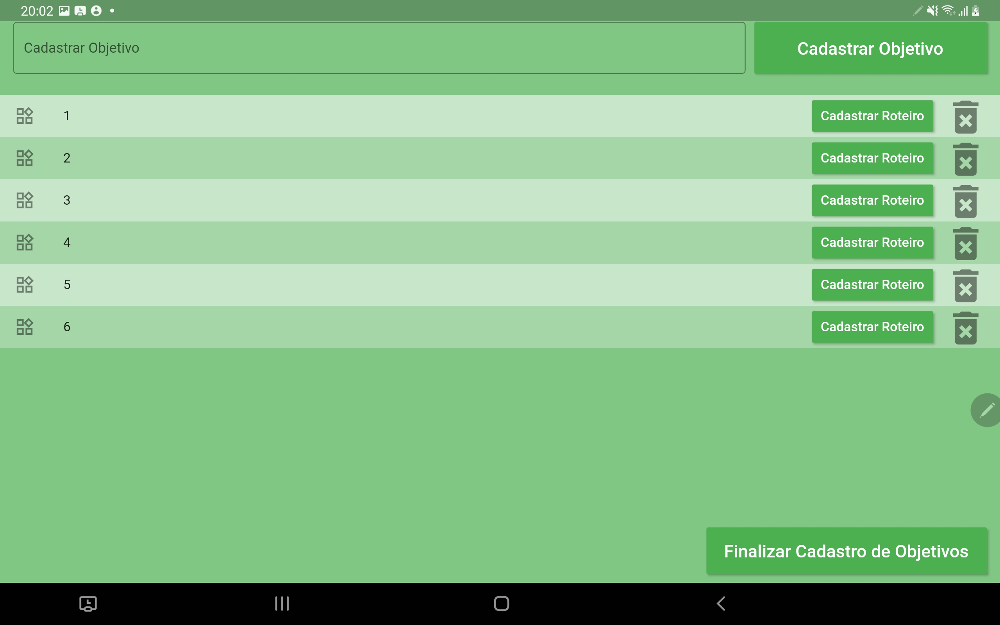 20:02
Cadastrar Objetivo
Cadastrar Objetivo
1 Cadastrar Roteiro
2 Cadastrar Roteiro
3 Cadastrar Roteiro
4 Cadastrar Roteiro
5 Cadastrar Roteiro
6 Cadastrar Roteiro
Finalizar Cadastro de Objetivos